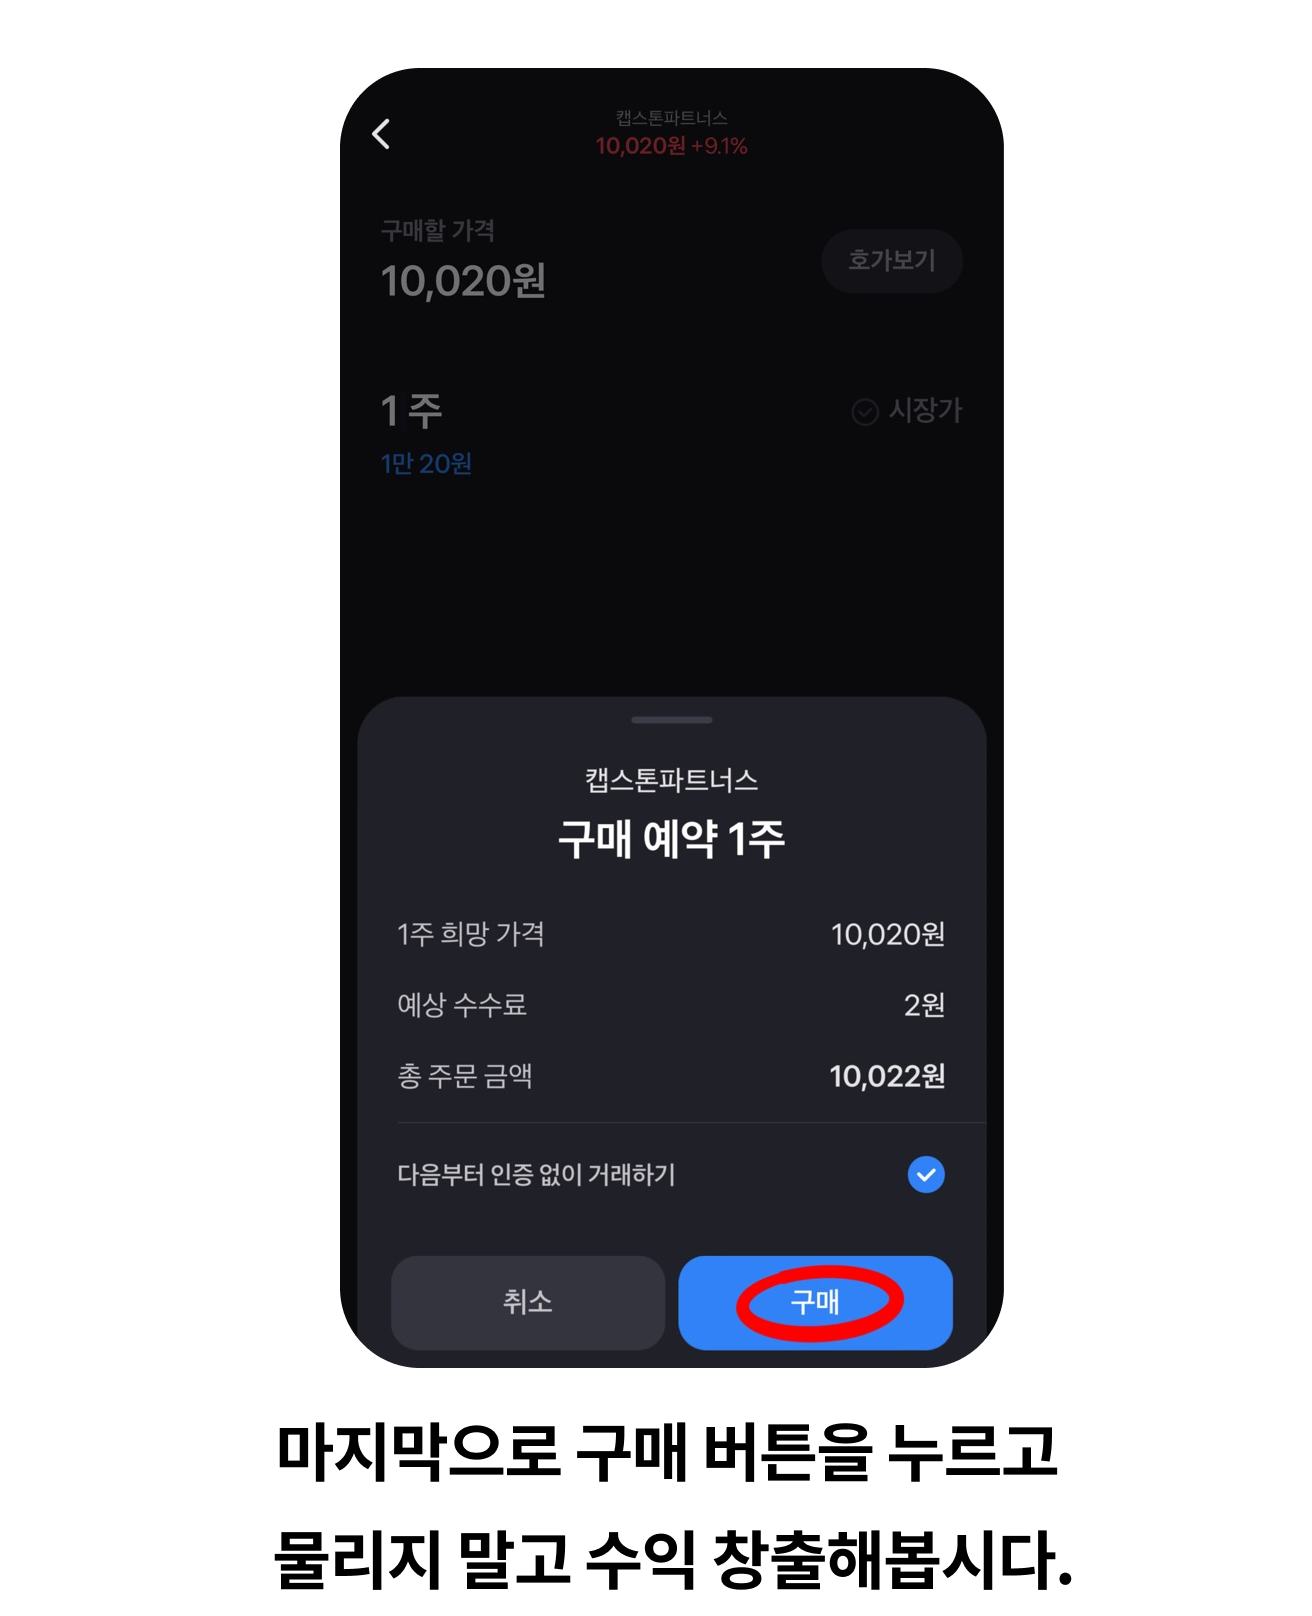 캡스톤파트너스
10,020원 +9.1%
구매할 가격
10,020원
호가보기
1 주
시장가
1만 20원
캡스톤파트너스
구매 예약 1주
1주 희망 가격 10,020원
예상 수수료 2원
총 주문 금액 10,022원
다음부터 인증 없이 거래하기
취소 구매
마지막으로 구매 버튼을 누르고
물리지 말고 수익 창출해봅시다.